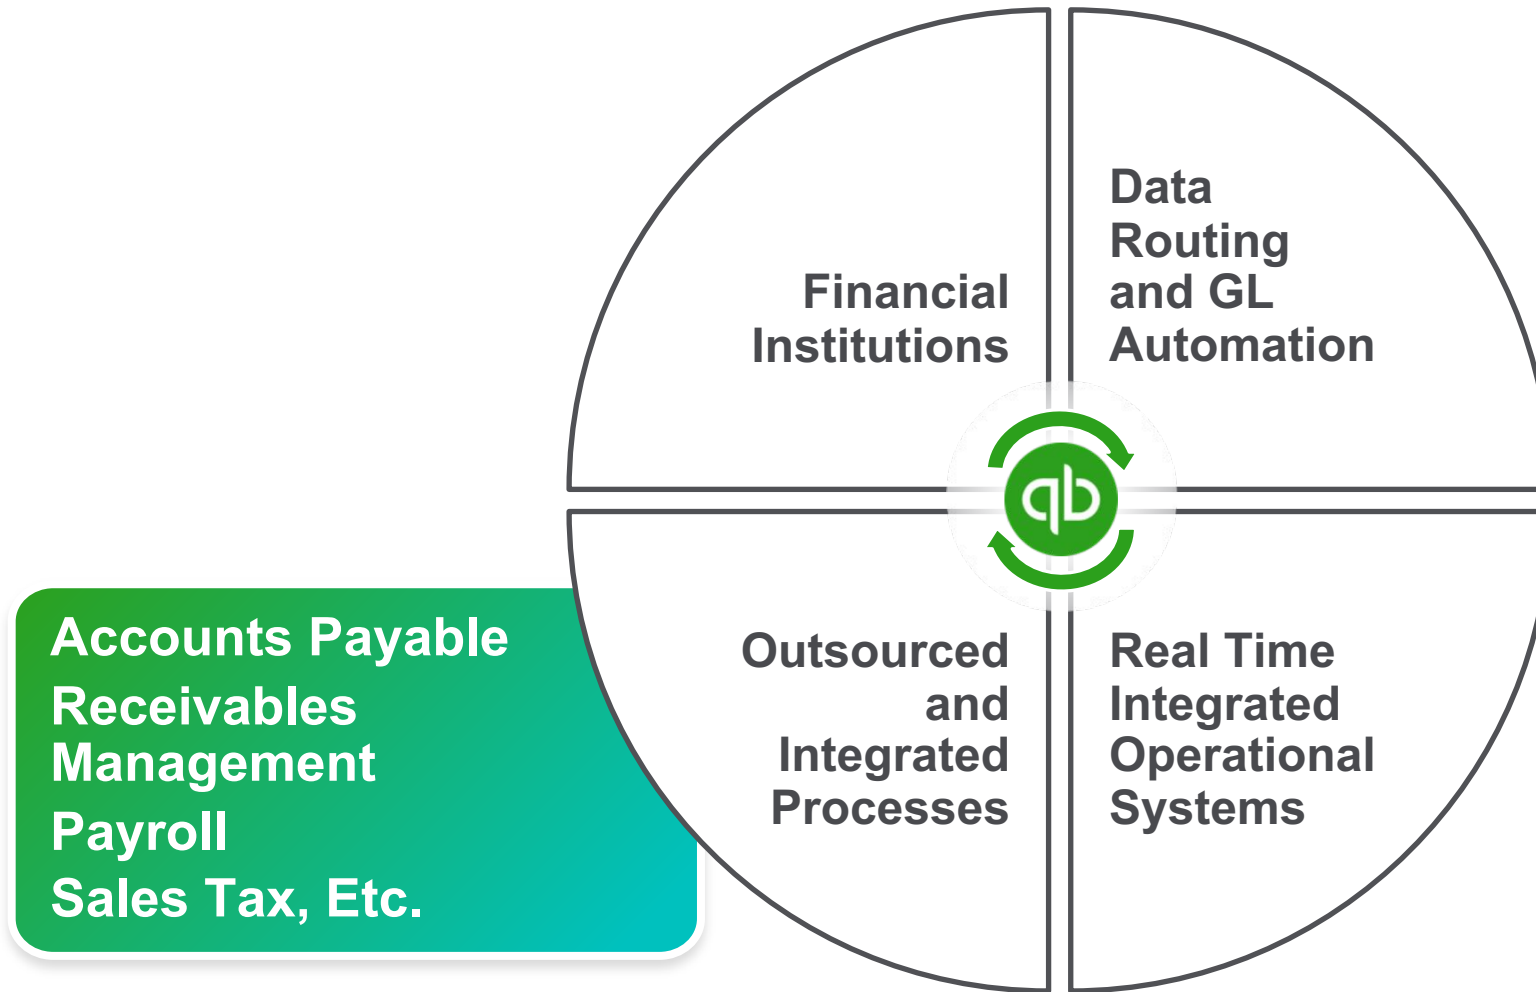 Financial
Institutions
Data
Routing
and GL
Automation
qb
Accounts Payable
Receivables
Management
Payroll
Sales Tax, Etc.
Outsourced
and
Integrated
Processes
Real Time
Integrated
Operational
Systems